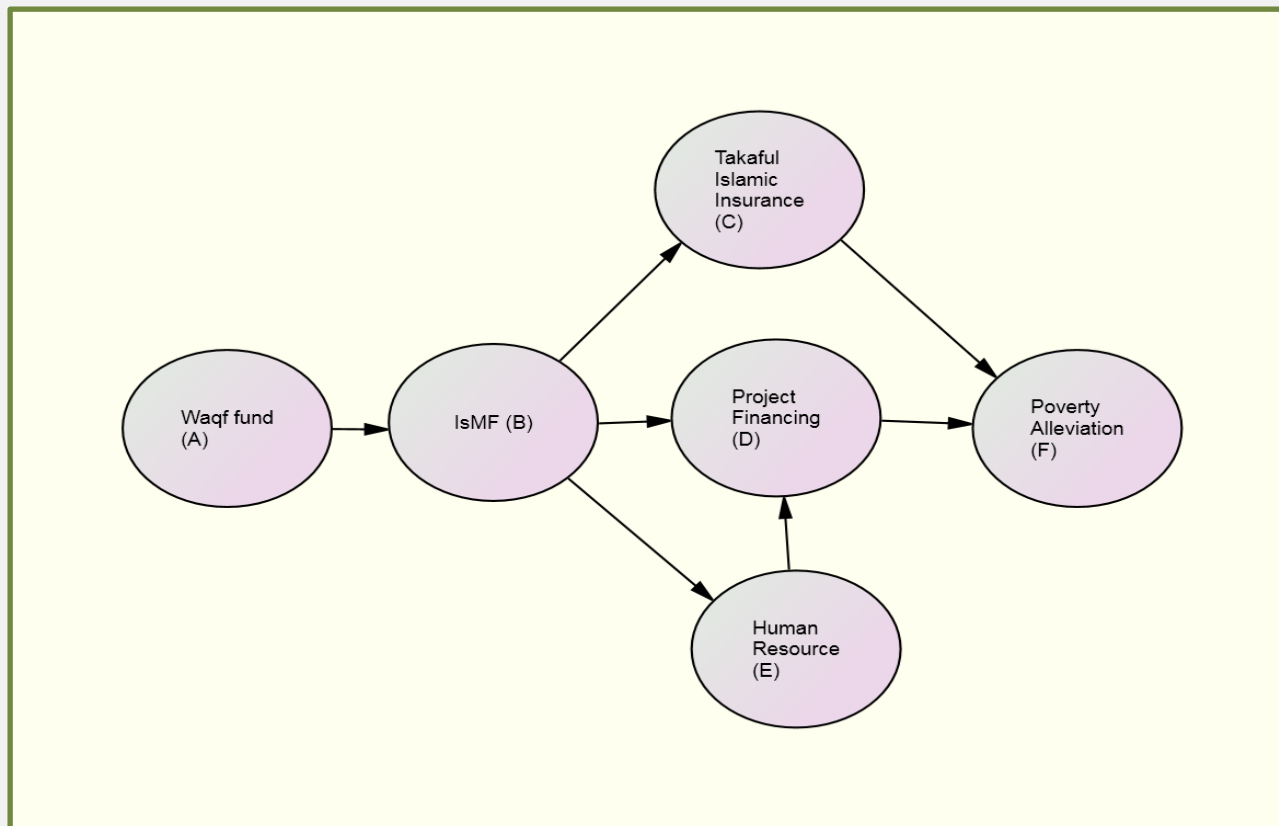 Takaful
Islamic
Insurance
(C)
Waqf fund
(A)
IsMF (B)
Project
Financing
(D)
Poverty
Alleviation
(F)
Human
Resource
(E)